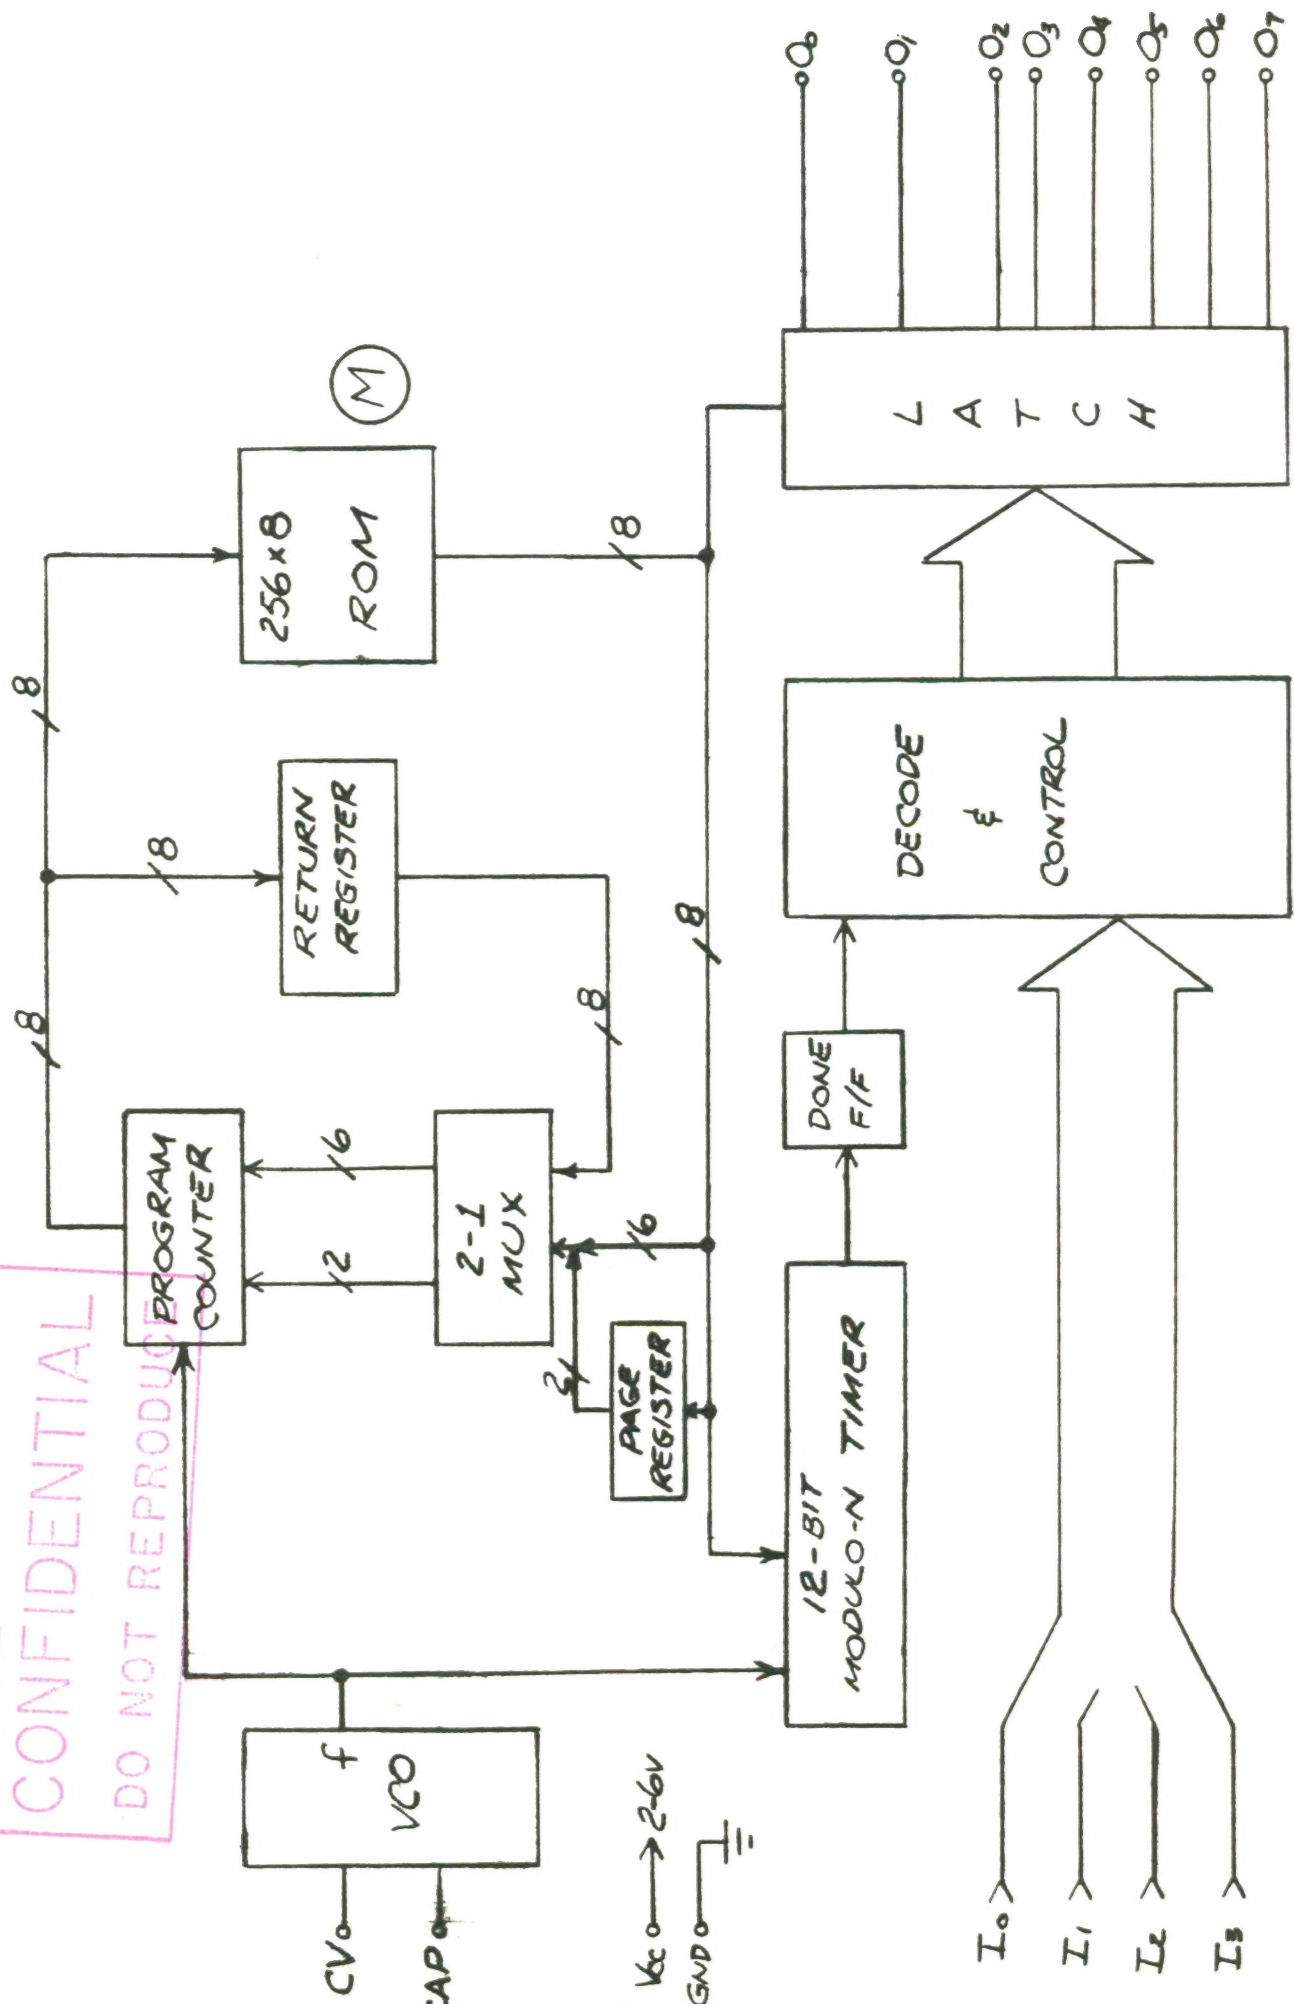 CONFIDENTIAL
DO NOT REPRODUCE
CV
CAP
f
VCO
Vcc
2-6V
GND
PROGRAM
COUNTER
8
8
2
6
2-1
MUX
8
RETURN
REGISTER
8
256x8
ROM
M
8
PAGE
REGISTER
2
6
8
12-BIT
MODULO-N TIMER
DONE
F/F
DECODE
&
CONTROL
LATCH
I0
I1
I2
I3
O0
O1
O2
O3
O4
O5
O6
O7